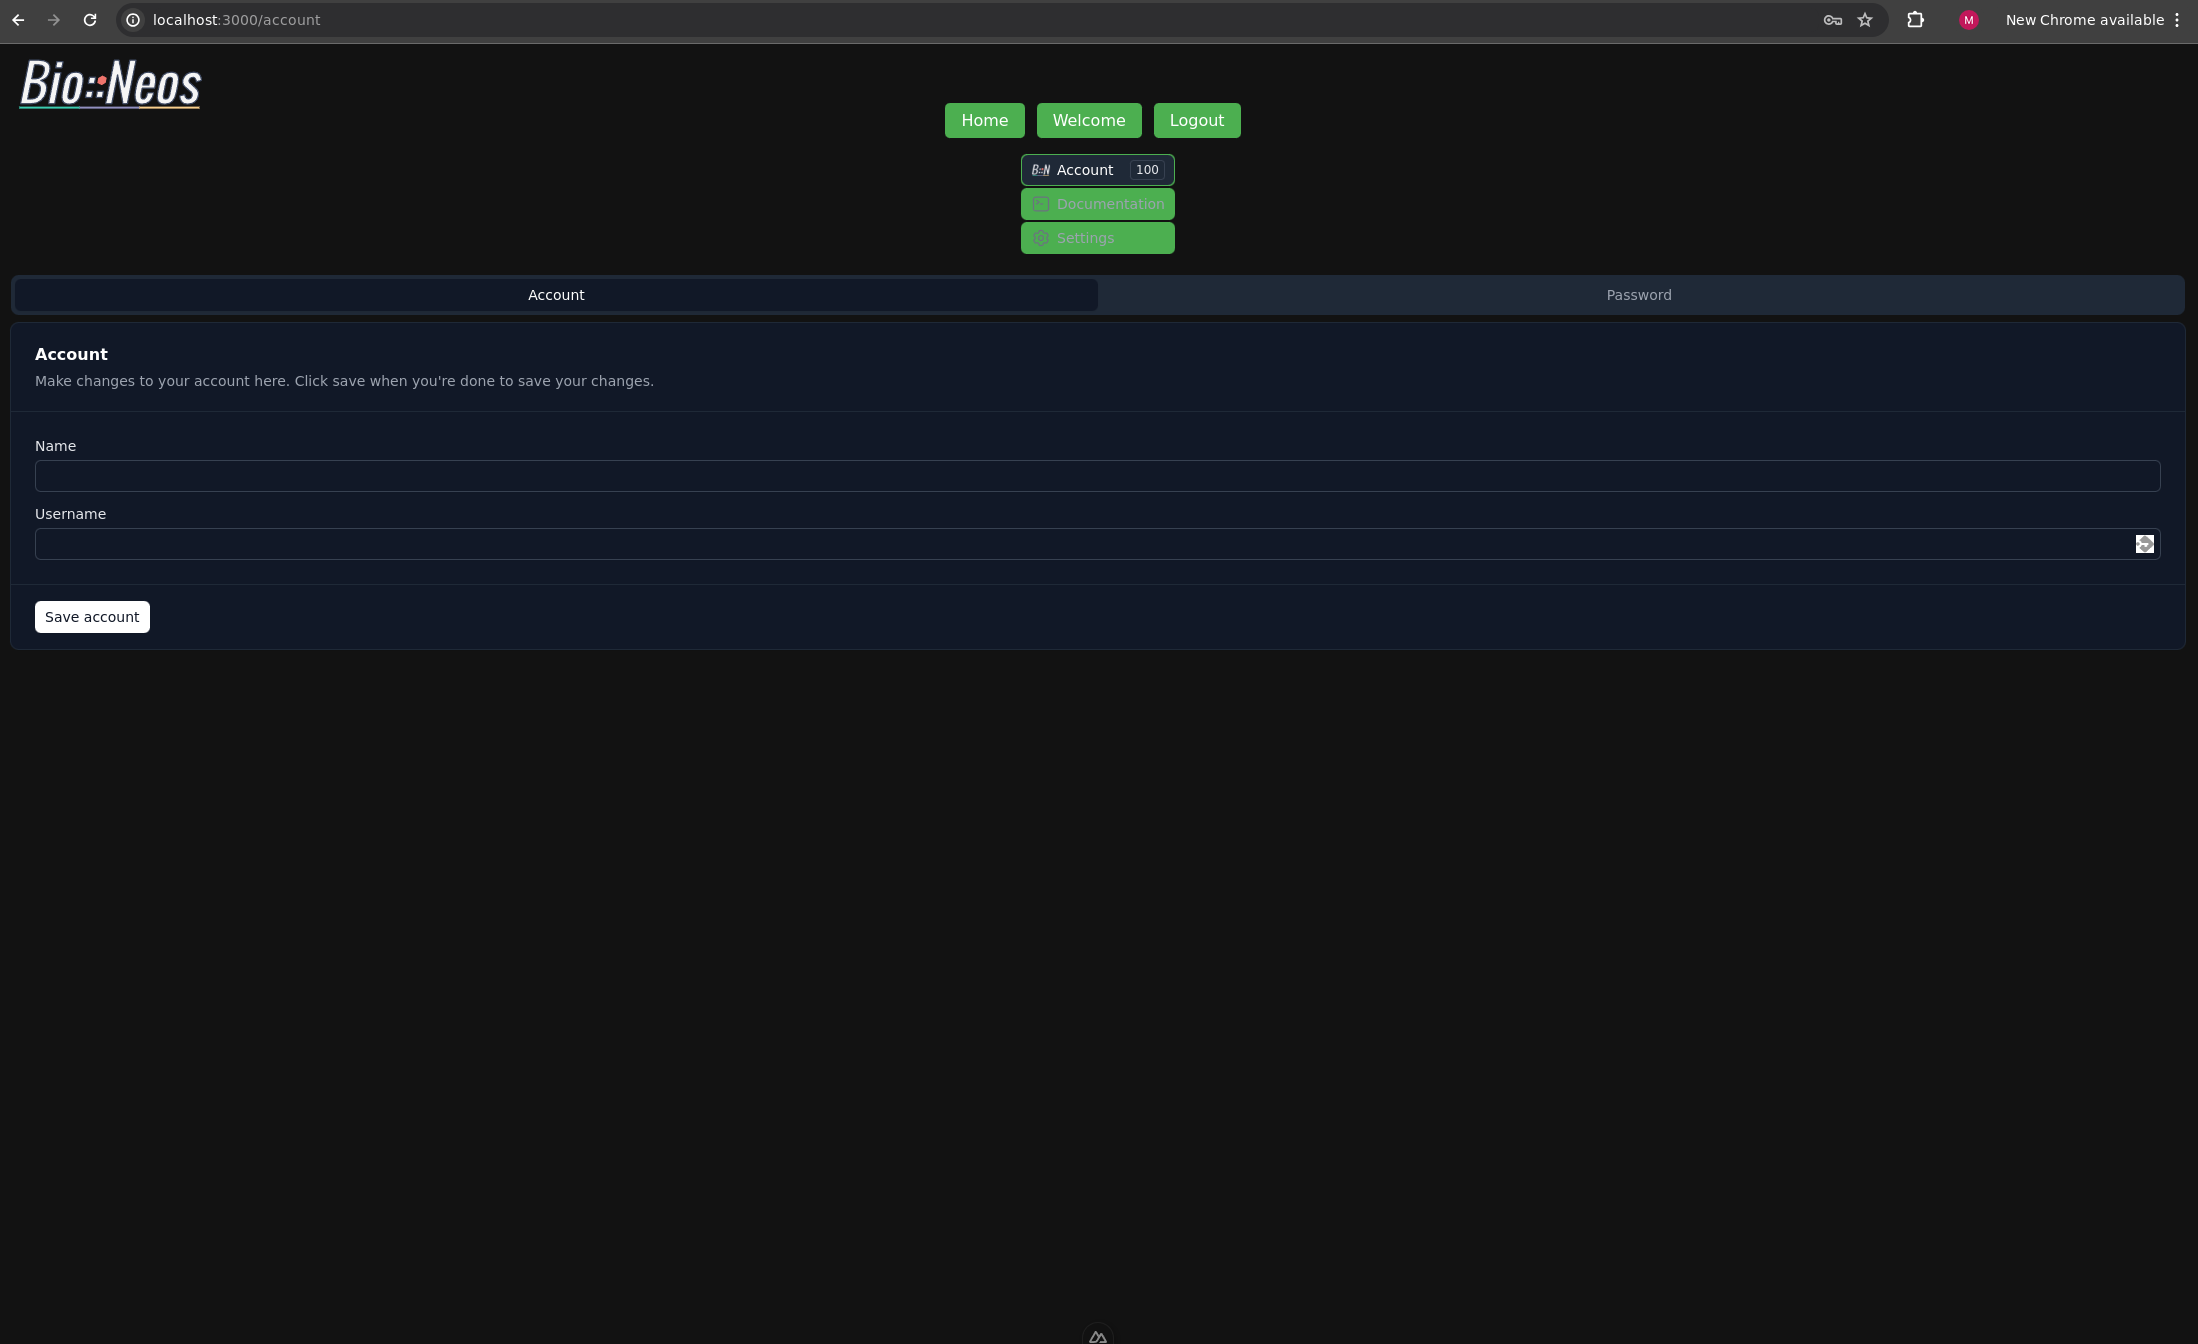 localhost:3000/account
M
New Chrome available
Bio::Neos
Home
Welcome
Logout
B::N Account 100
Documentation
Settings
Account
Password
Account
Make changes to your account here. Click save when you're done to save your changes.
Name
Username
Save account